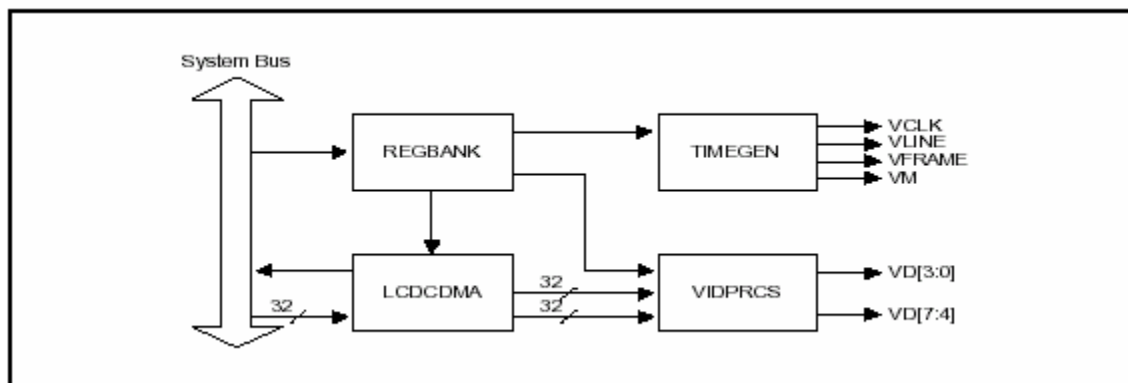 System Bus
REGBANK
TIMEGEN
VCLK
VLINE
VFRAME
VM
LCDCDMA
32
32
32
VIDPRCS
VD[3:0]
VD[7:4]